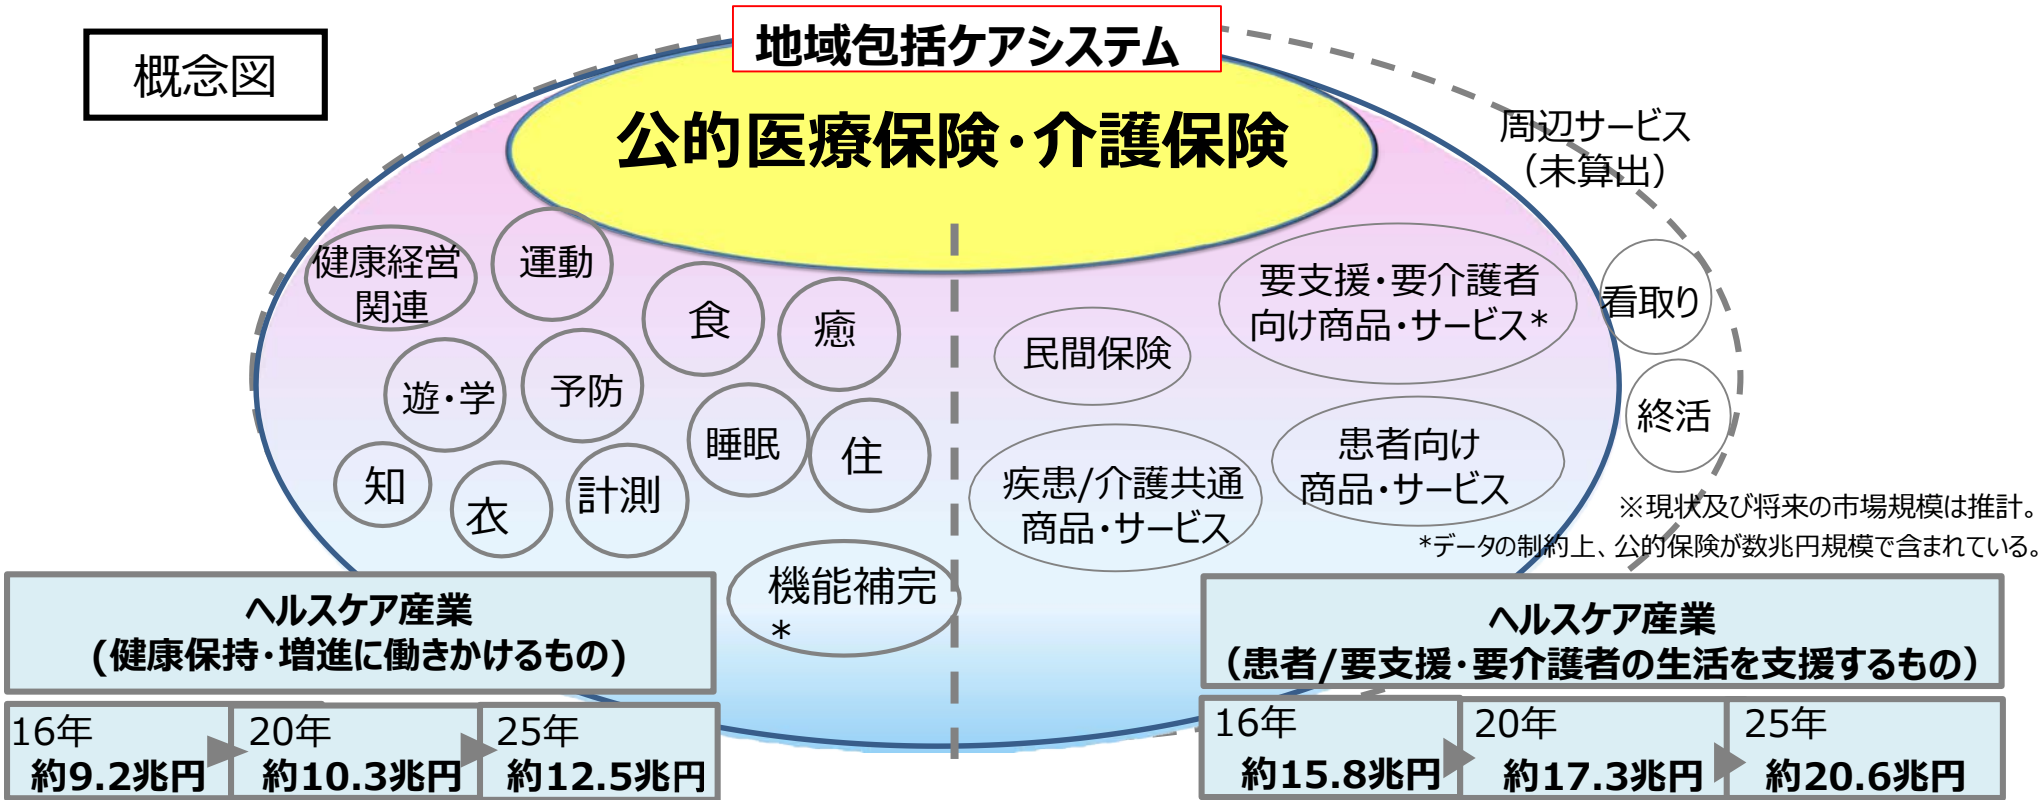 概念図
地域包括ケアシステム
公的医療保険・介護保険
周辺サービス
（未算出）
健康経営
関連
運動
食
癒
遊・学
予防
睡眠
住
知
衣
計測
機能補完
*
民間保険
要支援・要介護者
向け商品・サービス*
疾患/介護共通
商品・サービス
患者向け
商品・サービス
看取り
終活
※現状及び将来の市場規模は推計。
*データの制約上、公的保険が数兆円規模で含まれている。
ヘルスケア産業
(健康保持・増進に働きかけるもの)
16年
約9.2兆円
20年
約10.3兆円
25年
約12.5兆円
ヘルスケア産業
（患者/要支援・要介護者の生活を支援するもの）
16年
約15.8兆円
20年
約17.3兆円
25年
約20.6兆円